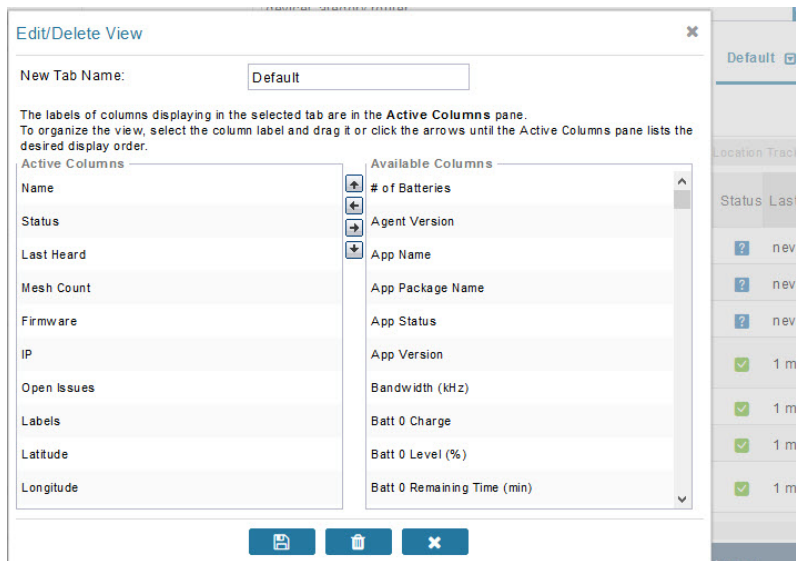 Edit/Delete View
New Tab Name:
Default
The labels of columns displaying in the selected tab are in the Active Columns pane.
To organize the view, select the column label and drag it or click the arrows until the Active Columns pane lists the
desired display order.
Active Columns
Name
Status
Last Heard
Mesh Count
Firmware
IP
Open Issues
Labels
Latitude
Longitude
Available Columns
# of Batteries
Agent Version
App Name
App Package Name
App Status
App Version
Bandwidth (kHz)
Batt 0 Charge
Batt 0 Level (%)
Batt 0 Remaining Time (min)
Default
Location Trac
Status Las
? nev
? nev
? nev
1 m
1 m
1 m
1 m